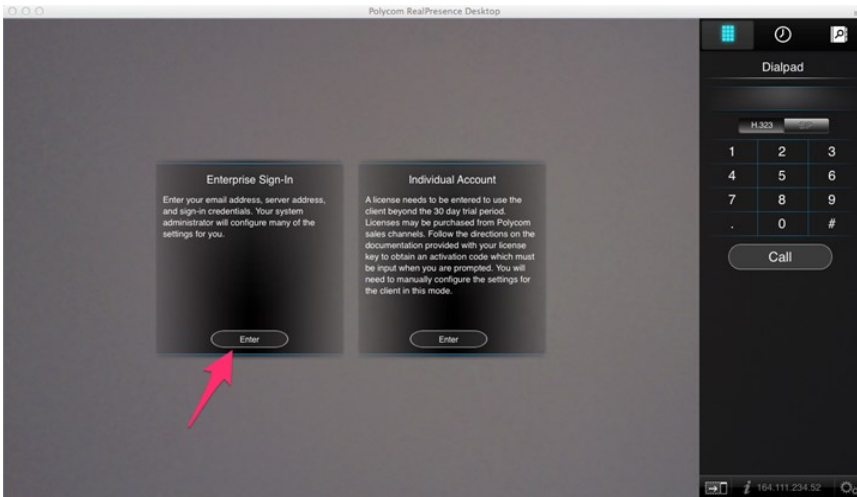 Polycom RealPresence Desktop
Enterprise Sign-In
Enter your email address, server address,
and sign-in credentials. Your system
administrator will configure many of the
settings for you.
Enter
Individual Account
A license needs to be entered to use the
client beyond the 30 day trial period.
Licenses may be purchased from Polycom
sales channels. Follow the directions on the
documentation provided with your license
key to obtain an activation code which must
be input when you are prompted. You will
need to manually configure the settings for
the client in this mode.
Enter
Dialpad
H.323
1 2 3
4 5 6
7 8 9
. 0 #
Call
i 164.111.234.52